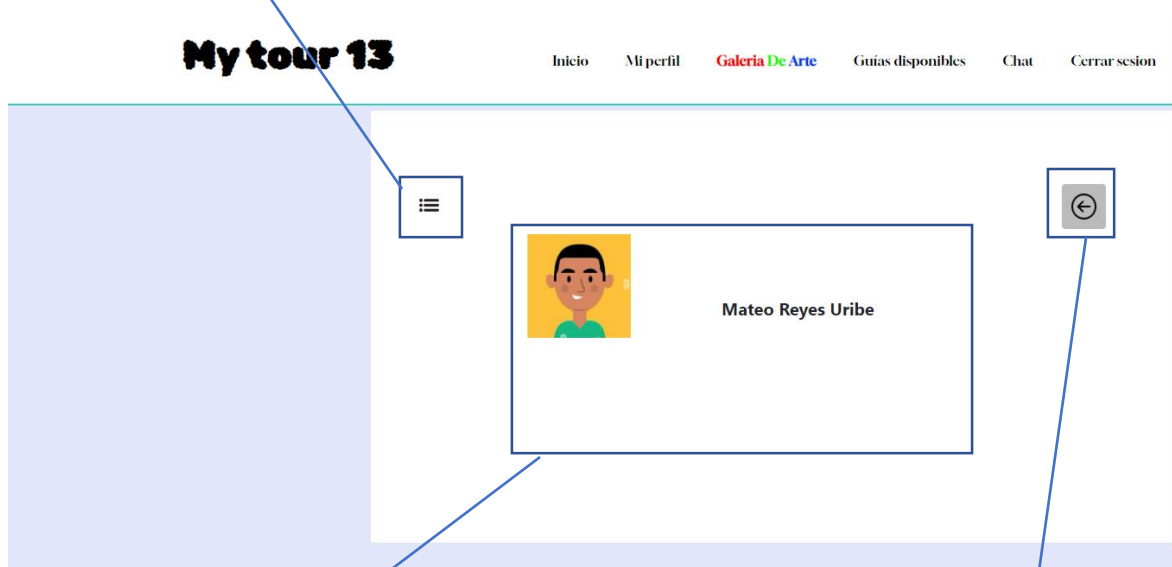 My tour 13
Inicio Mi perfil Galeria De Arte Guías disponibles Chat Cerrar sesion
Mateo Reyes Uribe